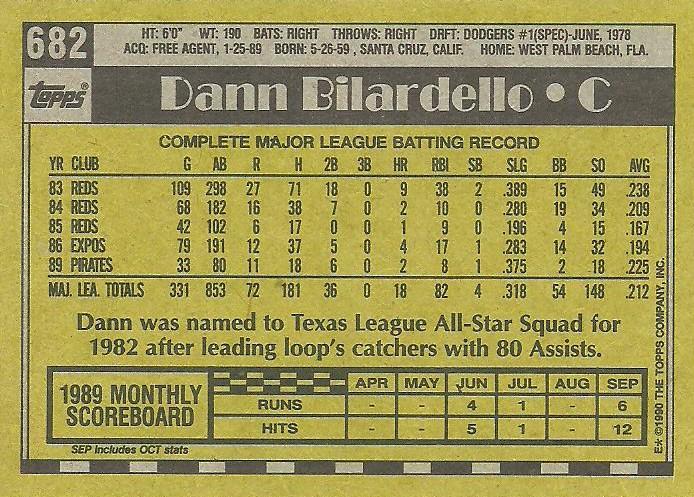 682
HT: 6'0" WT: 190 BATS: RIGHT THROWS: RIGHT DRFT: DODGERS #1(SPEC)-JUNE, 1978
ACQ: FREE AGENT, 1-25-89 BORN: 5-26-59 , SANTA CRUZ, CALIF. HOME: WEST PALM BEACH, FLA.
Topps® Dann Bilardello • C
COMPLETE MAJOR LEAGUE BATTING RECORD
YR CLUB G AB R H 2B 3B HR RBI SB SLG BB SO AVG
83 REDS 109 298 27 71 18 0 9 38 2 .389 15 49 .238
84 REDS 68 182 16 38 7 0 2 10 0 .280 19 34 .209
85 REDS 42 102 6 17 0 0 1 9 0 .196 4 15 .167
86 EXPOS 79 191 12 37 5 0 4 17 1 .283 14 32 .194
89 PIRATES 33 80 11 18 6 0 2 8 1 .375 2 18 .225
MAJ. LEA. TOTALS 331 853 72 181 36 0 18 82 4 .318 54 148 .212
Dann was named to Texas League All-Star Squad for
1982 after leading loop's catchers with 80 Assists.
1989 MONTHLY
SCOREBOARD
APR MAY JUN JUL AUG SEP
RUNS - - 4 1 - 6
HITS - - 5 1 - 12
SEP Includes OCT stats
E* ©1990 THE TOPPS COMPANY, INC.